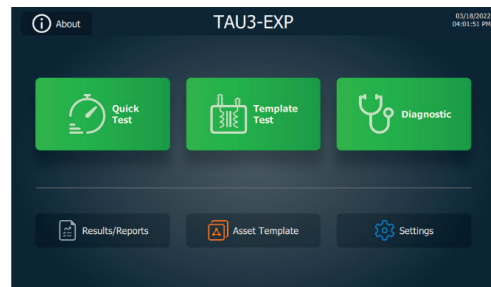 About
TAU3-EXP
03/18/2022
04:01:51 PM
Quick
Test
Template
Test
Diagnostic
Results/Reports
Asset Template
Settings